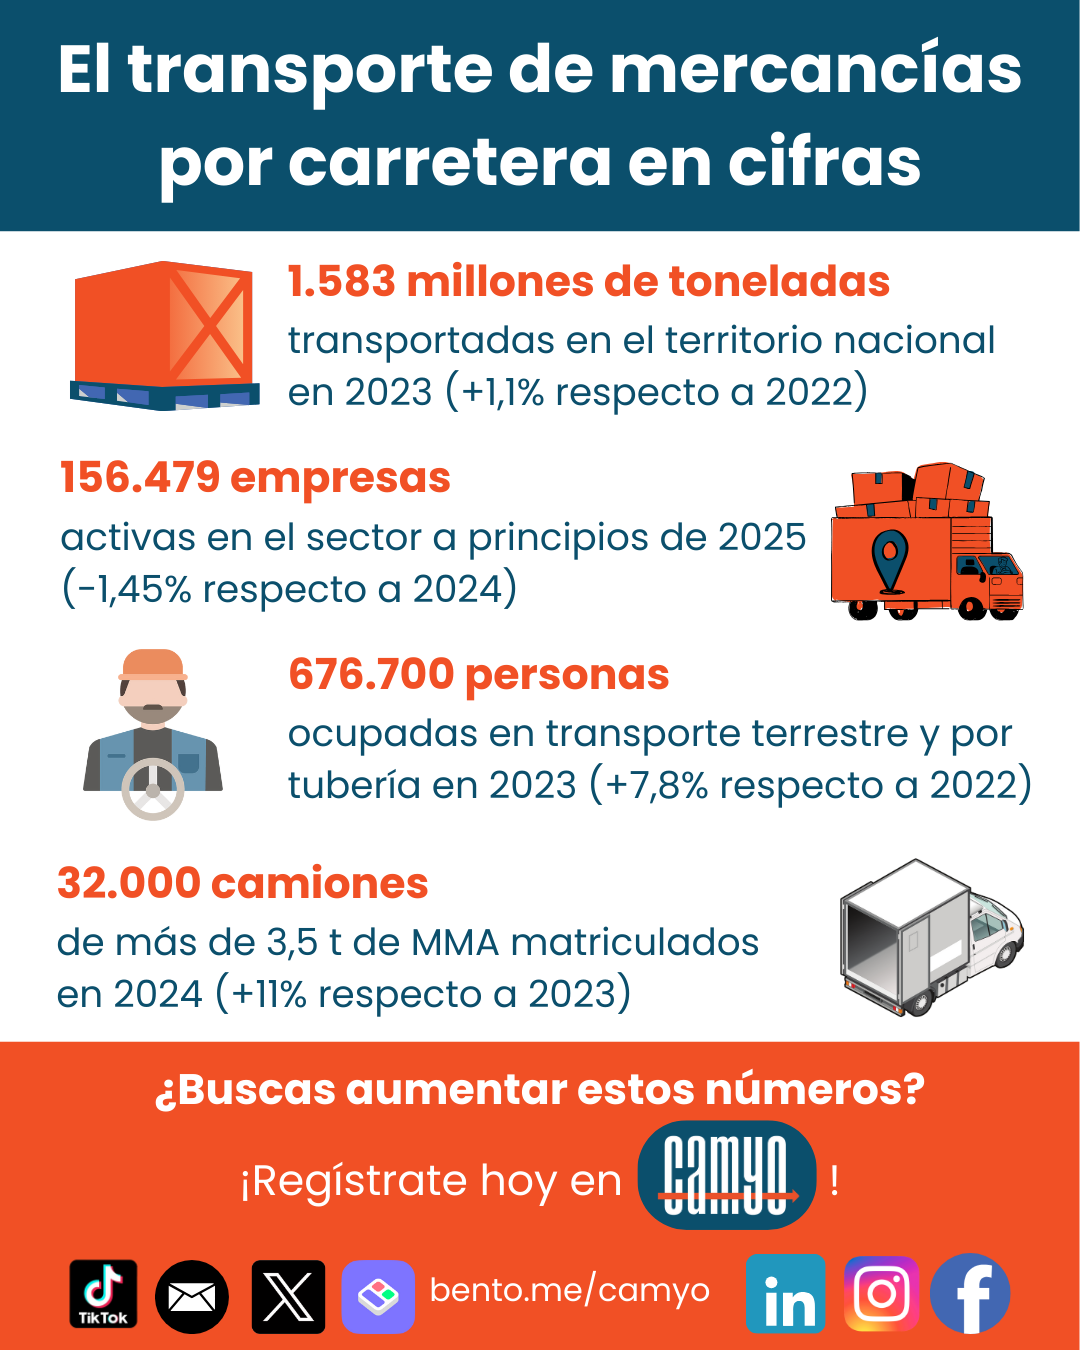 El transporte de mercancías
por carretera en cifras
1.583 millones de toneladas
transportadas en el territorio nacional
en 2023 (+1,1% respecto a 2022)
156.479 empresas
activas en el sector a principios de 2025
(-1,45% respecto a 2024)
676.700 personas
ocupadas en transporte terrestre y por
tubería en 2023 (+7,8% respecto a 2022)
32.000 camiones
de más de 3,5 t de MMA matriculados
en 2024 (+11% respecto a 2023)
¿Buscas aumentar estos números?
¡Regístrate hoy en camyo !
TikTok
bento.me/camyo
in